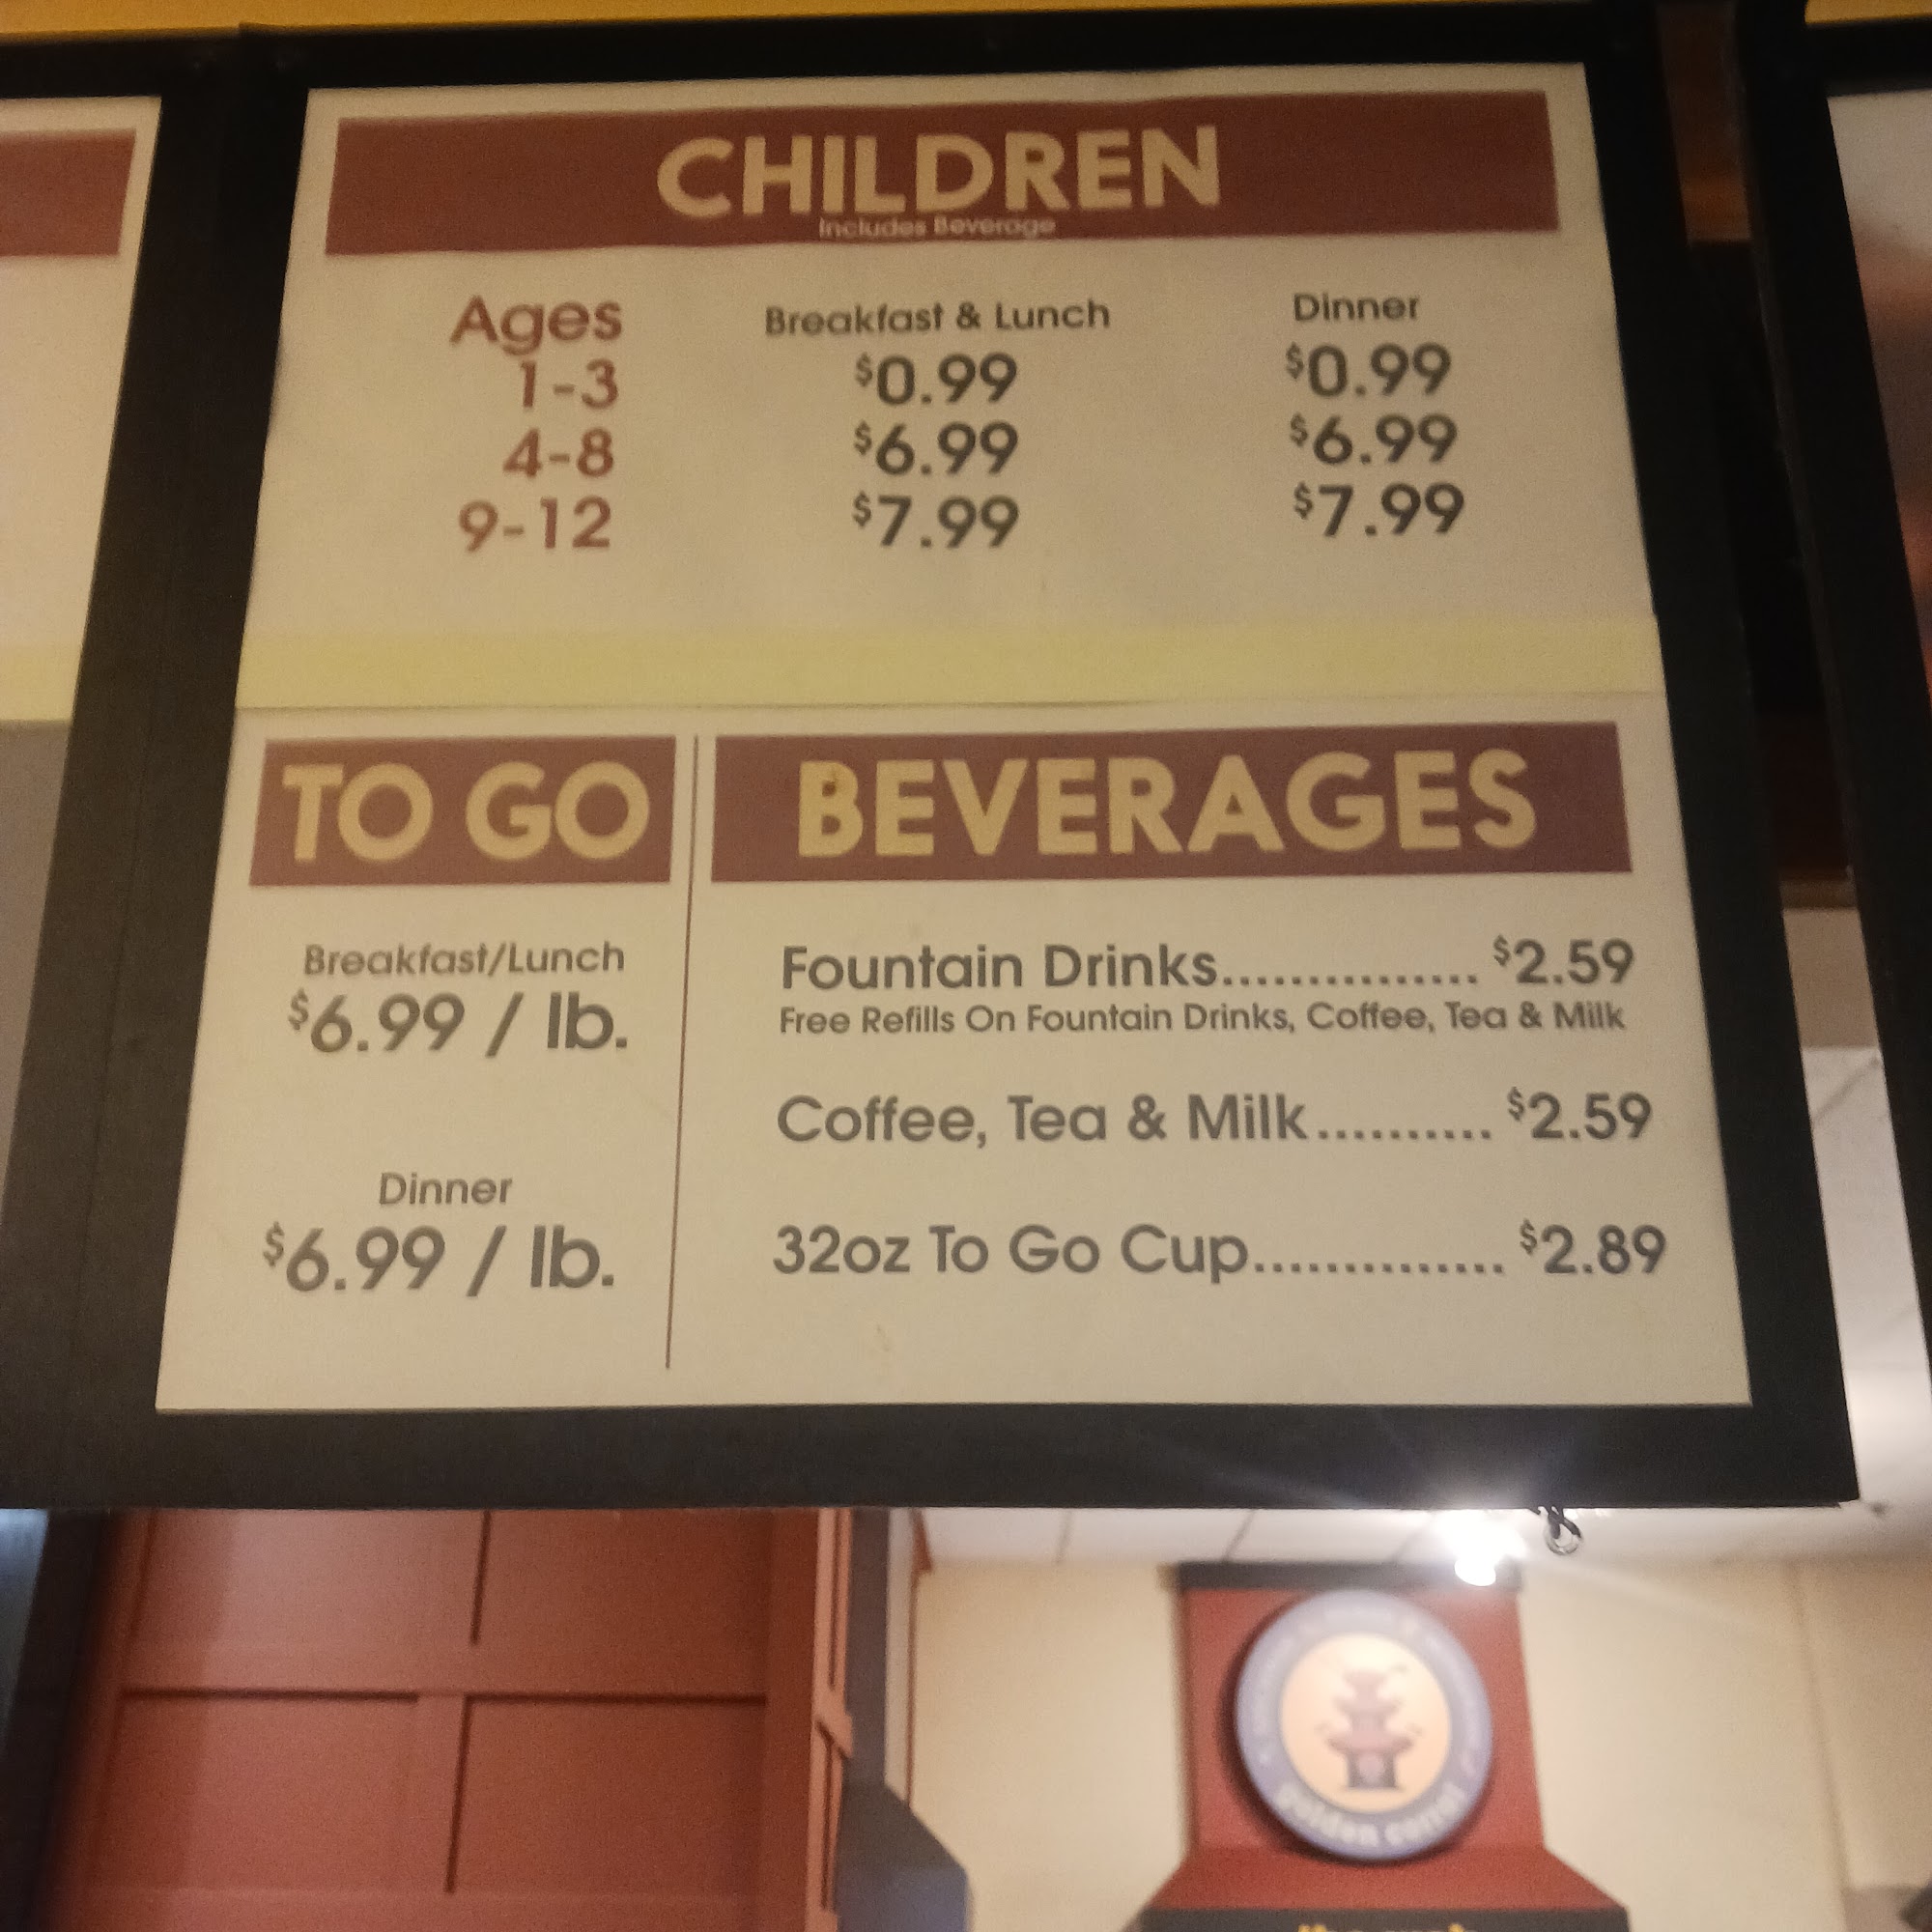 CHILDREN
Includes Beverage
Ages Breakfast & Lunch Dinner
1-3 $0.99 $0.99
4-8 $6.99 $6.99
9-12 $7.99 $7.99
TO GO
Breakfast/Lunch
$6.99 / lb.
Dinner
$6.99 / lb.
BEVERAGES
Fountain Drinks............... $2.59
Free Refills On Fountain Drinks, Coffee, Tea & Milk
Coffee, Tea & Milk.......... $2.59
32oz To Go Cup.............. $2.89
golden corral